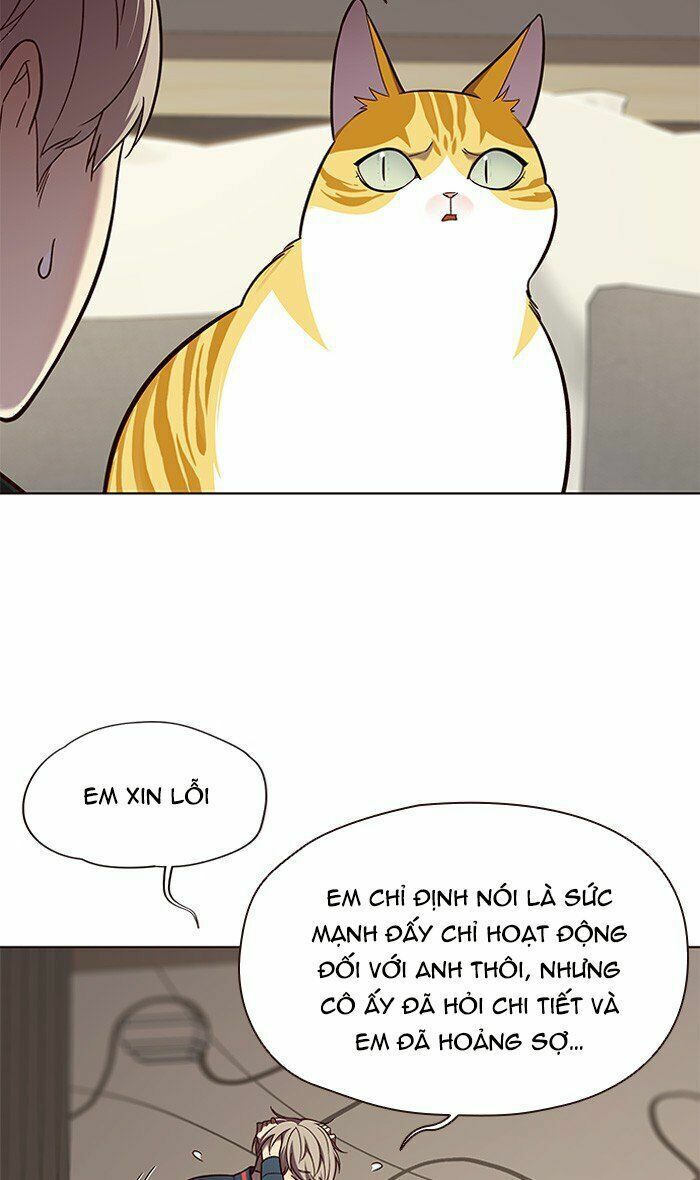 EM XIN LỖI
EM CHỈ ĐỊNH NÓI LÀ SỨC
MẠNH ĐẤY CHỈ HOẠT ĐỘNG
ĐỐI VỚI ANH THÔI, NHƯNG
CÔ ẤY ĐÃ HỎI CHI TIẾT VÀ
EM ĐÃ HOẢNG SỢ...